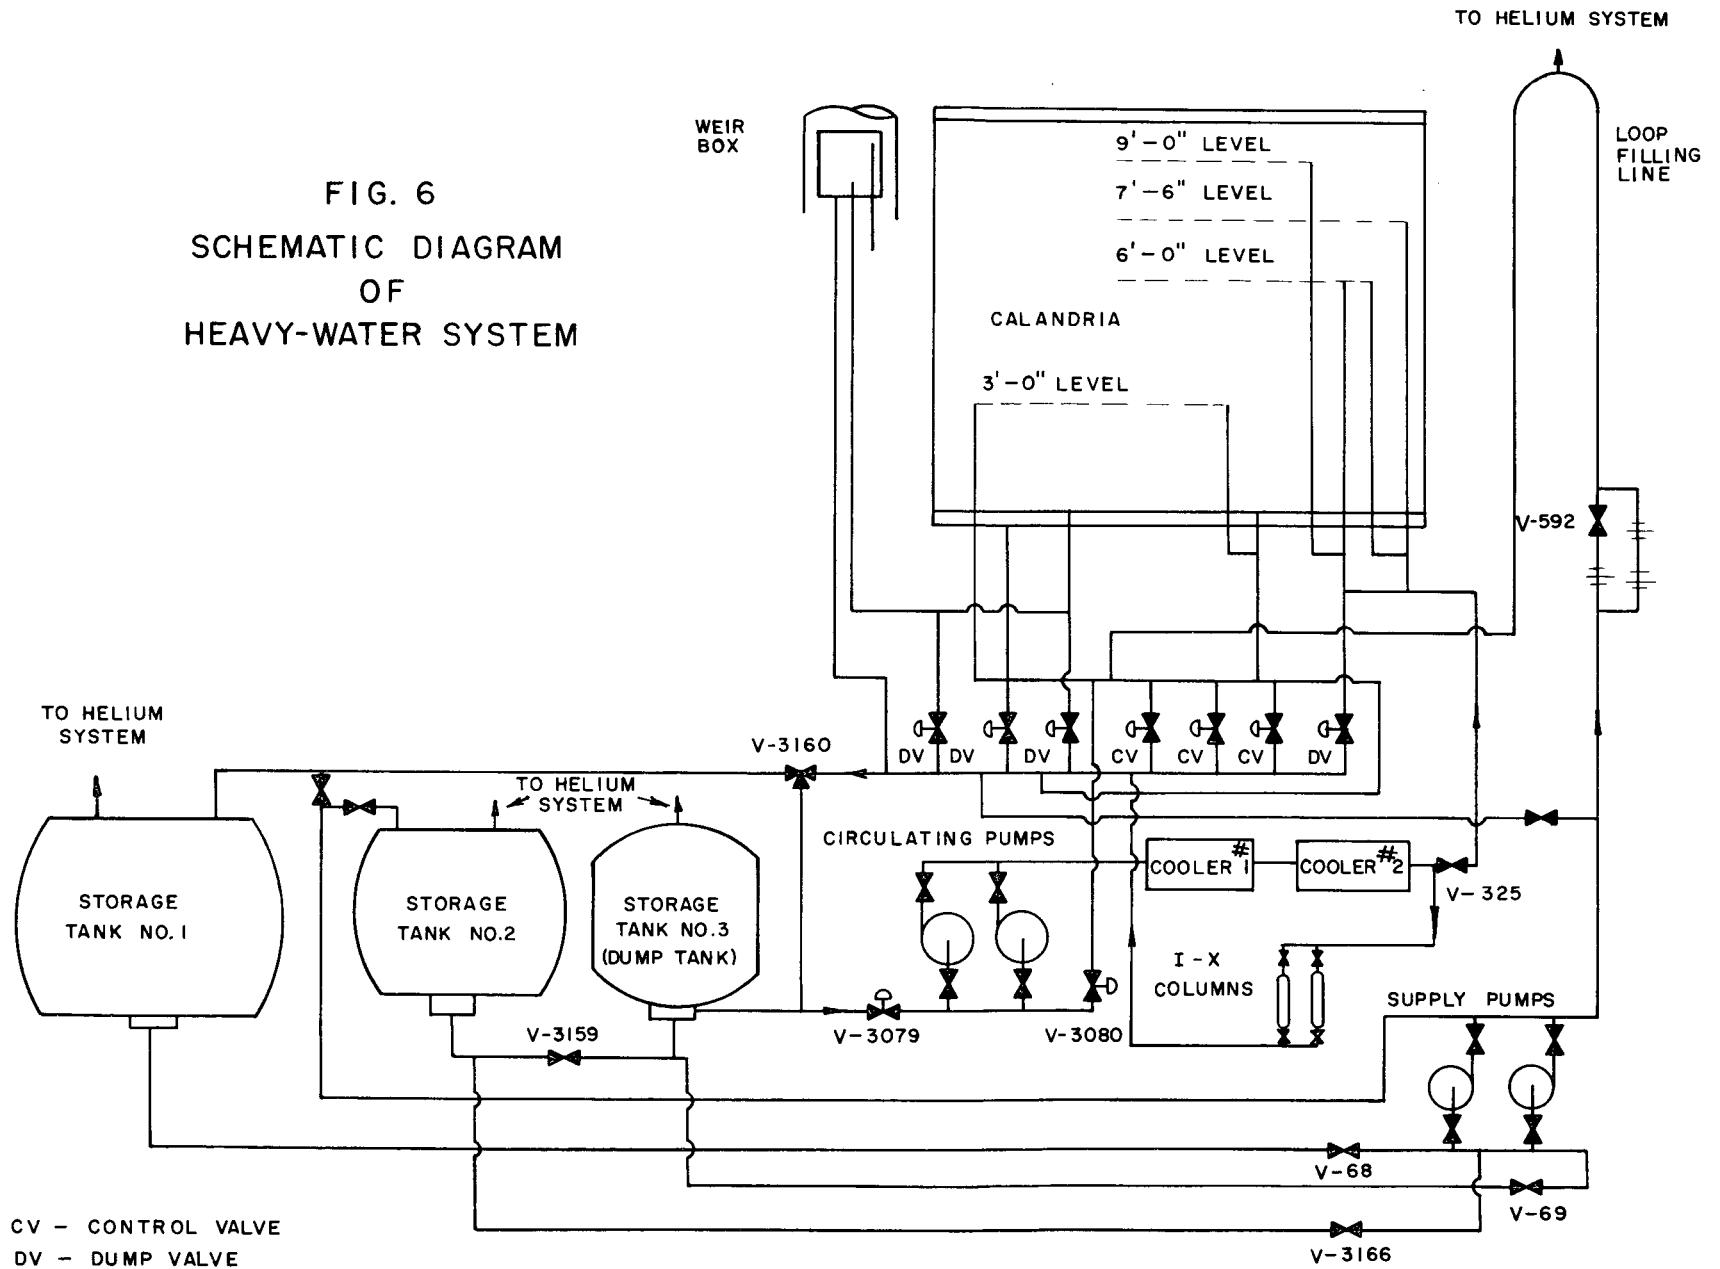 TO HELIUM SYSTEM
WEIR
BOX
LOOP
FILLING
LINE
FIG. 6
SCHEMATIC DIAGRAM
OF
HEAVY-WATER SYSTEM
9'-0" LEVEL
7'-6" LEVEL
6'-0" LEVEL
CALANDRIA
3'-0" LEVEL
V-592
TO HELIUM
SYSTEM
V-3160
DV
DV
DV
CV
CV
CV
DV
TO HELIUM
SYSTEM
CIRCULATING PUMPS
COOLER #1
COOLER #2
V-325
STORAGE
TANK NO.1
STORAGE
TANK NO.2
STORAGE
TANK NO.3
(DUMP TANK)
I-X
COLUMNS
SUPPLY PUMPS
V-3159
V-3079
V-3080
V-68
V-69
V-3166
CV - CONTROL VALVE
DV - DUMP VALVE